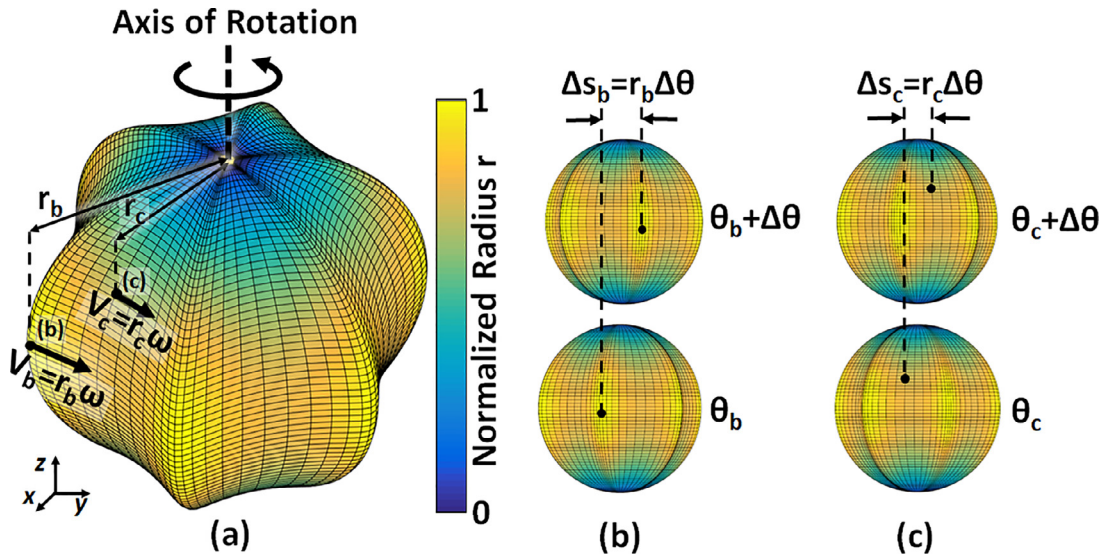 Axis of Rotation
r_b
r_c
(c)
V_c=r_cω
(b)
V_b=r_bω
z
x
y
(a)
1
Normalized Radius r
0
Δs_b=r_bΔθ
θ_b+Δθ
θ_b
(b)
Δs_c=r_cΔθ
θ_c+Δθ
θ_c
(c)